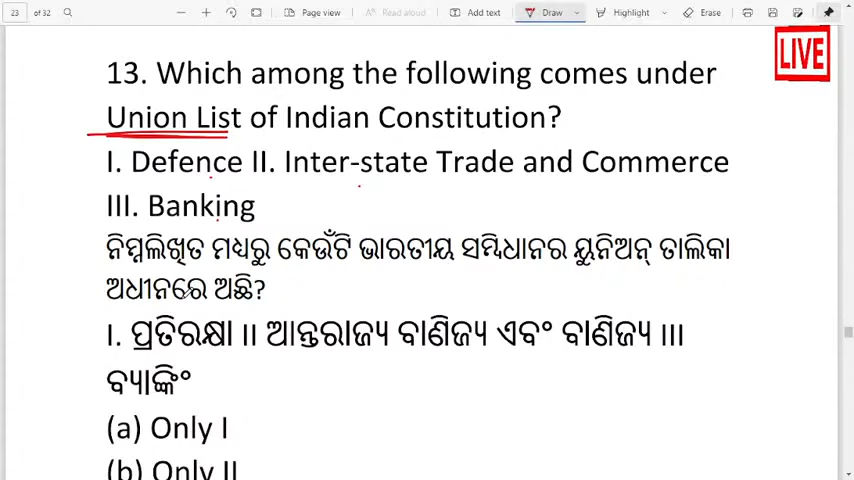 23 of 32 Page view Read aloud Add text Draw Highlight Erase
LIVE
13. Which among the following comes under
Union List of Indian Constitution?
I. Defence II. Inter-state Trade and Commerce
III. Banking
ନିମ୍ନଲିଖିତ ମଧ୍ୟରୁ କେଉଁଟି ଭାରତୀୟ ସମ୍ବିଧାନର ୟୁନିଅନ୍ ତାଲିକା
ଅଧୀନରେ ଅଛି?
I. ପ୍ରତିରକ୍ଷା II ଆନ୍ତରାଜ୍ୟ ବାଣିଜ୍ୟ ଏବଂ ବାଣିଜ୍ୟ III
ବ୍ୟାଙ୍କିଂ
(a) Only I
(b) Only II